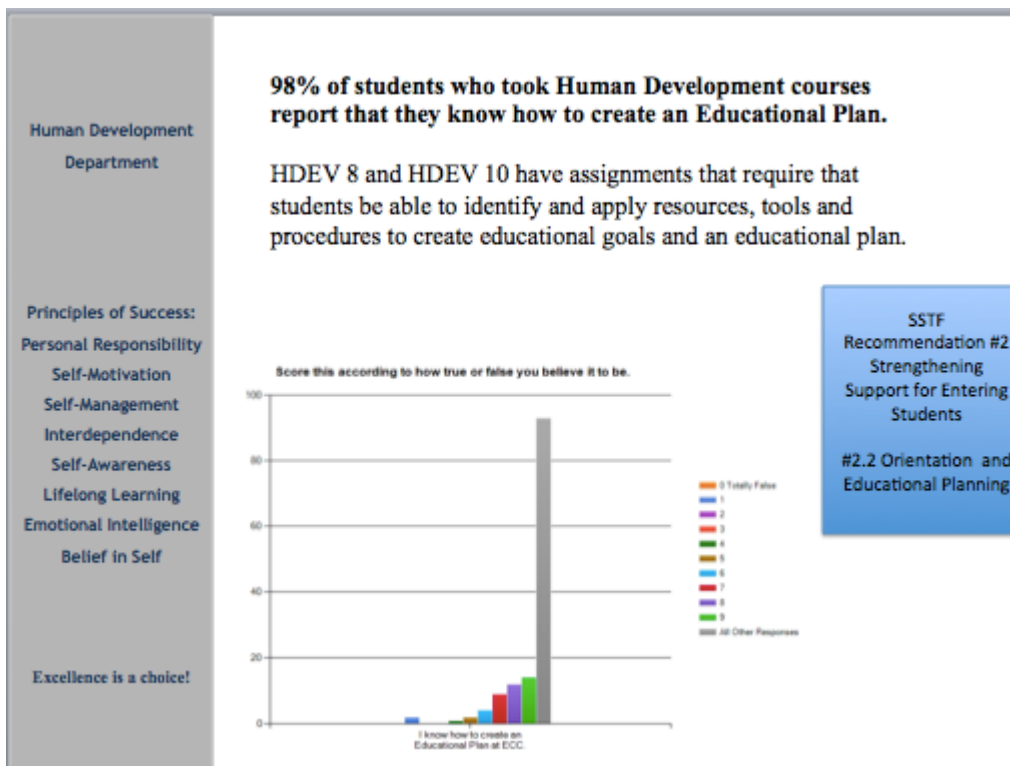 Human Development
Department
Principles of Success:
Personal Responsibility
Self-Motivation
Self-Management
Interdependence
Self-Awareness
Lifelong Learning
Emotional Intelligence
Belief in Self
Excellence is a choice!
98% of students who took Human Development courses
report that they know how to create an Educational Plan.
HDEV 8 and HDEV 10 have assignments that require that
students be able to identify and apply resources, tools and
procedures to create educational goals and an educational plan.
Score this according to how true or false you believe it to be.
100
80
60
40
20
0
I know how to create an
Educational Plan at ECC.
0 Totally False
1
2
3
4
5
6
7
8
9
All Other Responses
SSTF
Recommendation #2
Strengthening
Support for Entering
Students
#2.2 Orientation and
Educational Planning